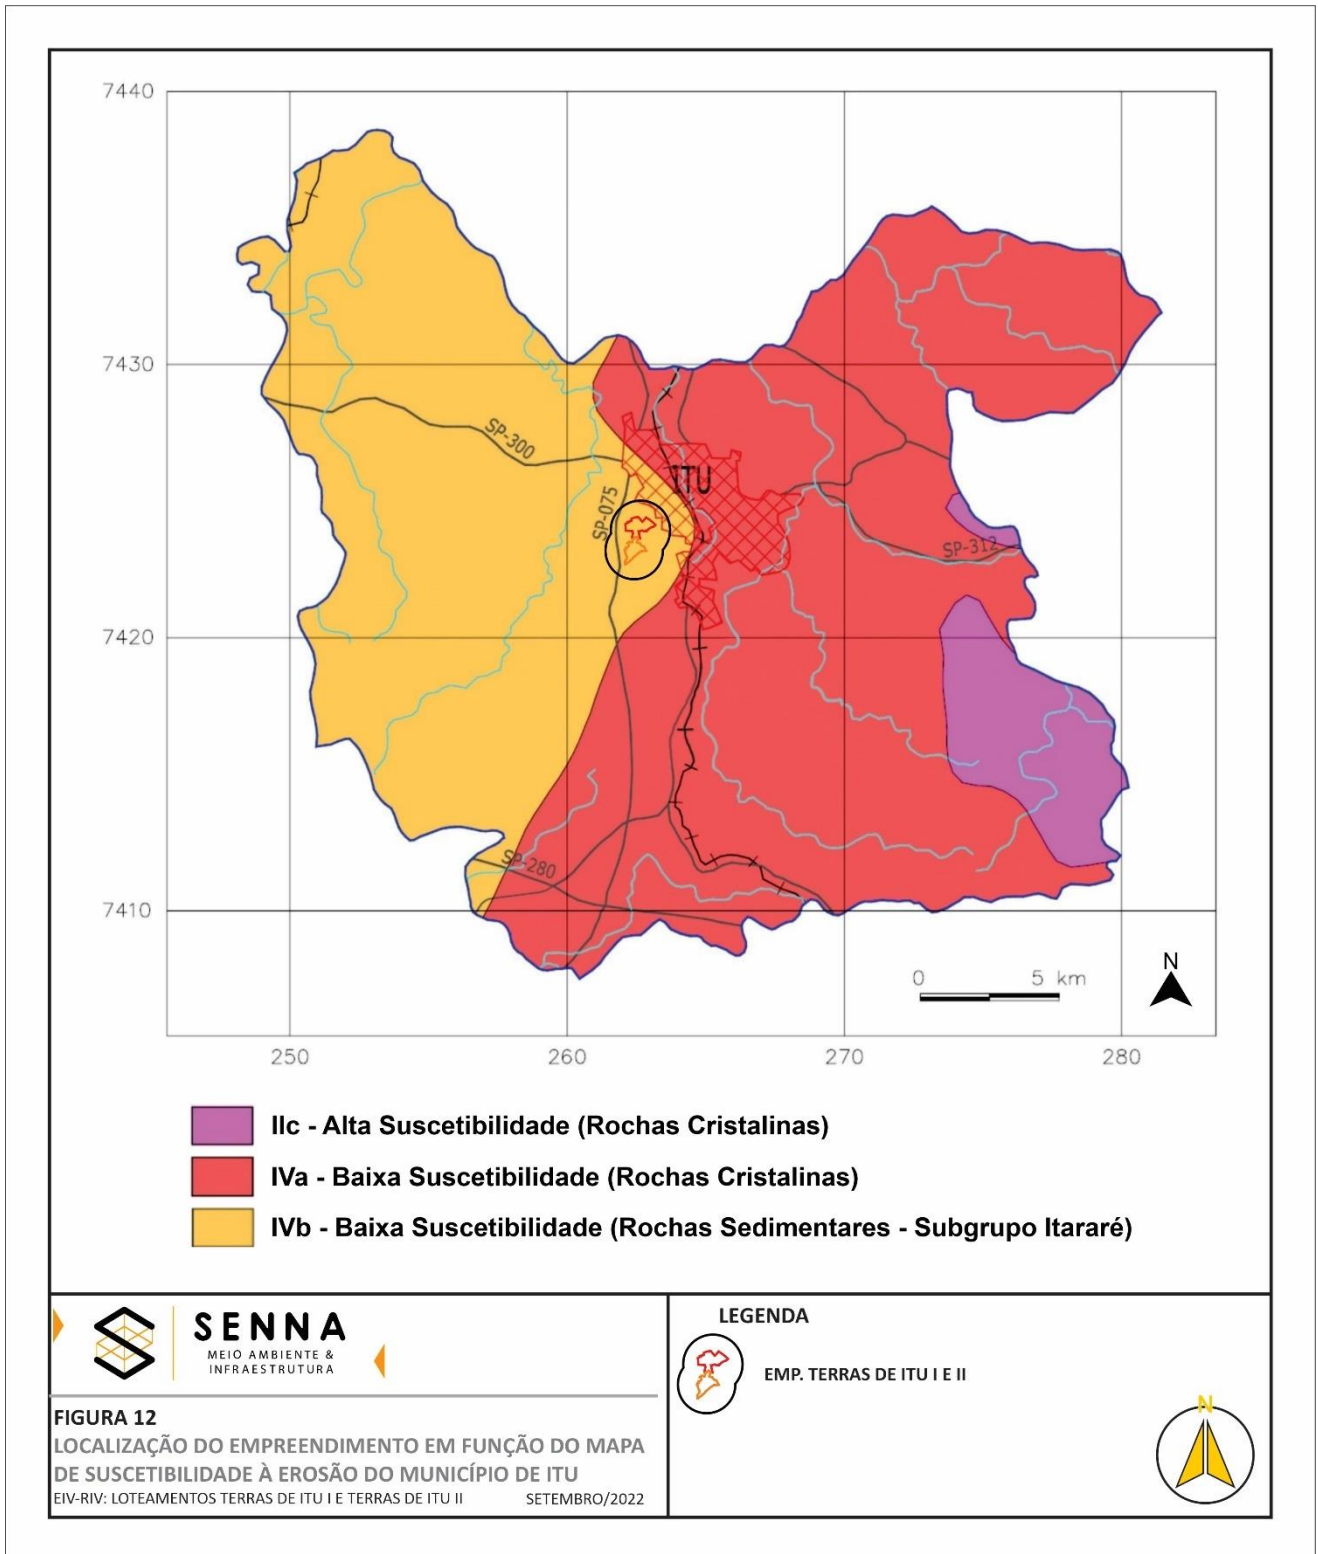 7440
7430
SP-300
ITU
SP-075
SP-312
7420
SP-280
7410
0 5 km
N
250 260 270 280
IIc - Alta Suscetibilidade (Rochas Cristalinas)
IVa - Baixa Suscetibilidade (Rochas Cristalinas)
IVb - Baixa Suscetibilidade (Rochas Sedimentares - Subgrupo Itararé)
SENNA
MEIO AMBIENTE &
INFRAESTRUTURA
FIGURA 12
LOCALIZAÇÃO DO EMPREENDIMENTO EM FUNÇÃO DO MAPA
DE SUSCETIBILIDADE À EROSÃO DO MUNICÍPIO DE ITU
EIV-RIV: LOTEAMENTOS TERRAS DE ITU I E TERRAS DE ITU II SETEMBRO/2022
LEGENDA
EMP. TERRAS DE ITU I E II
N